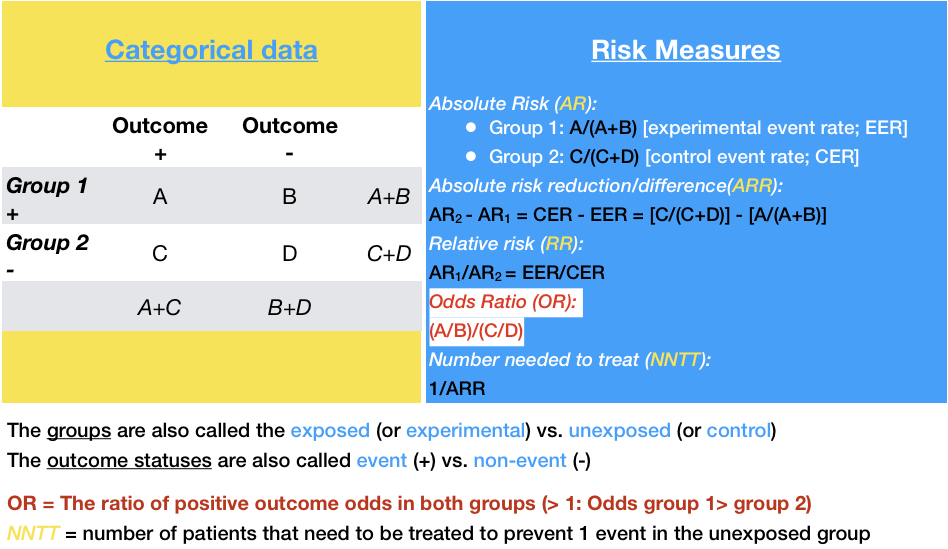 Categorical data
Outcome Outcome
+ -
Group 1 A B A+B
+
Group 2 C D C+D
-
A+C B+D
Risk Measures
Absolute Risk (AR):
• Group 1: A/(A+B) [experimental event rate; EER]
• Group 2: C/(C+D) [control event rate; CER]
Absolute risk reduction/difference(ARR):
AR₂ - AR₁ = CER - EER = [C/(C+D)] - [A/(A+B)]
Relative risk (RR):
AR₁/AR₂ = EER/CER
Odds Ratio (OR):
(A/B)/(C/D)
Number needed to treat (NNTT):
1/ARR
The groups are also called the exposed (or experimental) vs. unexposed (or control)
The outcome statuses are also called event (+) vs. non-event (-)
OR = The ratio of positive outcome odds in both groups (> 1: Odds group 1> group 2)
NNTT = number of patients that need to be treated to prevent 1 event in the unexposed group